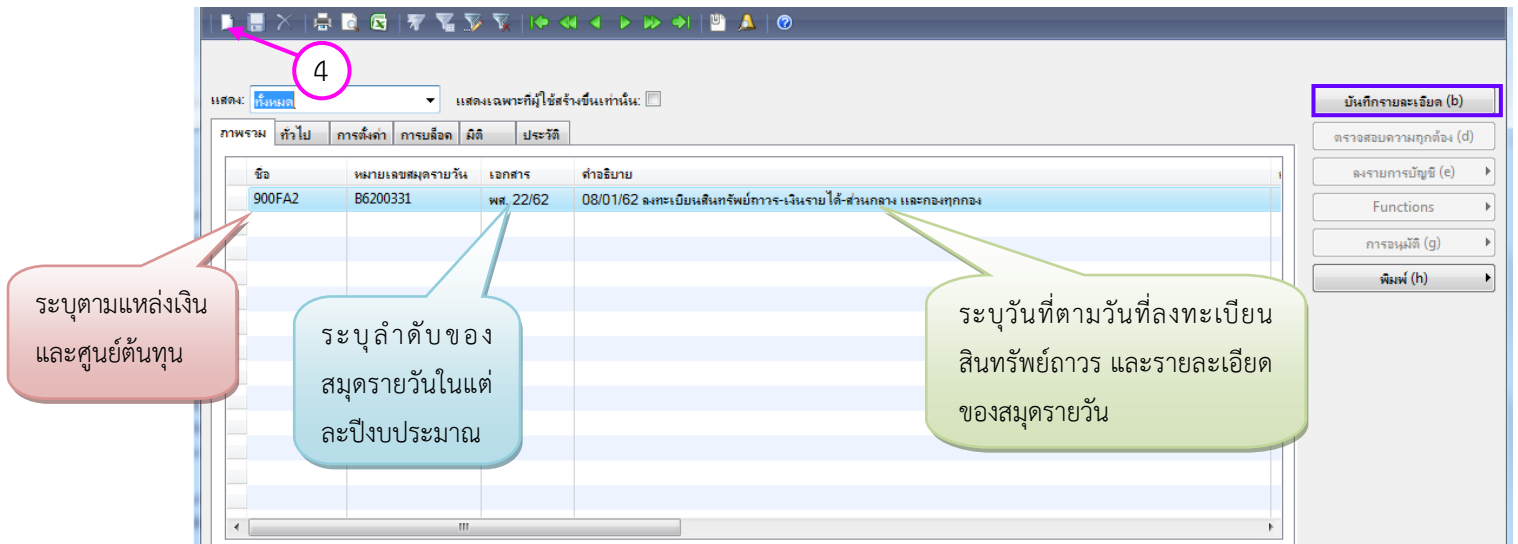 4
แสดง: ทั้งหมด แสดงเฉพาะที่ผู้ใช้สร้างขึ้นเท่านั้น:
ภาพรวม ทั่วไป การตั้งค่า การบล็อค มิติ ประวัติ
ชื่อ หมายเลขสมุดรายวัน เอกสาร คำอธิบาย
900FA2 B6200331 พศ. 22/62 08/01/62 ลงทะเบียนสินทรัพย์ถาวร-เงินรายได้-ส่วนกลาง และกองทุกกอง
บันทึกรายละเอียด (b)
ตรวจสอบความถูกต้อง (d)
ลงรายการบัญชี (e)
Functions
การอนุมัติ (g)
พิมพ์ (h)
ระบุตามแหล่งเงิน
และศูนย์ต้นทุน
ระบุลำดับของ
สมุดรายวันในแต่
ละปีงบประมาณ
ระบุวันที่ตามวันที่ลงทะเบียน
สินทรัพย์ถาวร และรายละเอียด
ของสมุดรายวัน